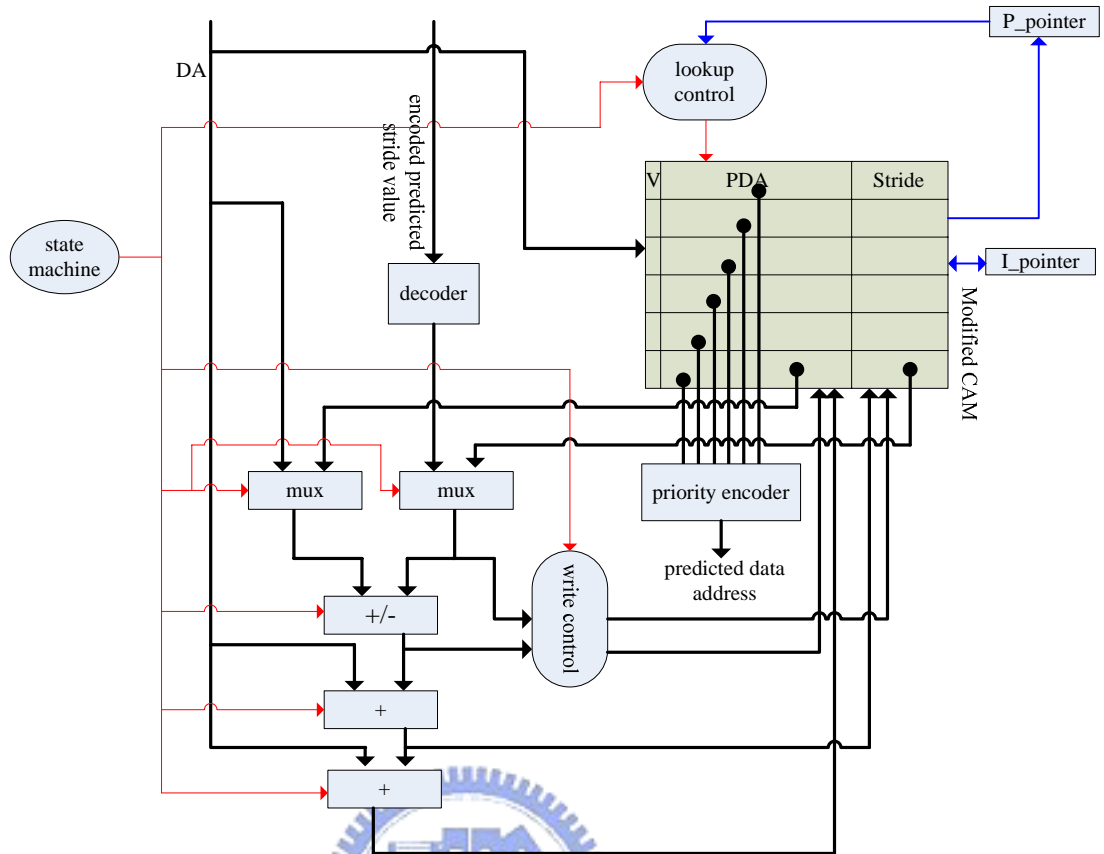 P_pointer
DA
lookup
control
encoded predicted
stride value
V PDA Stride
state
machine
I_pointer
decoder
Modified CAM
mux
mux
priority encoder
predicted data
address
write control
+/-
+
+